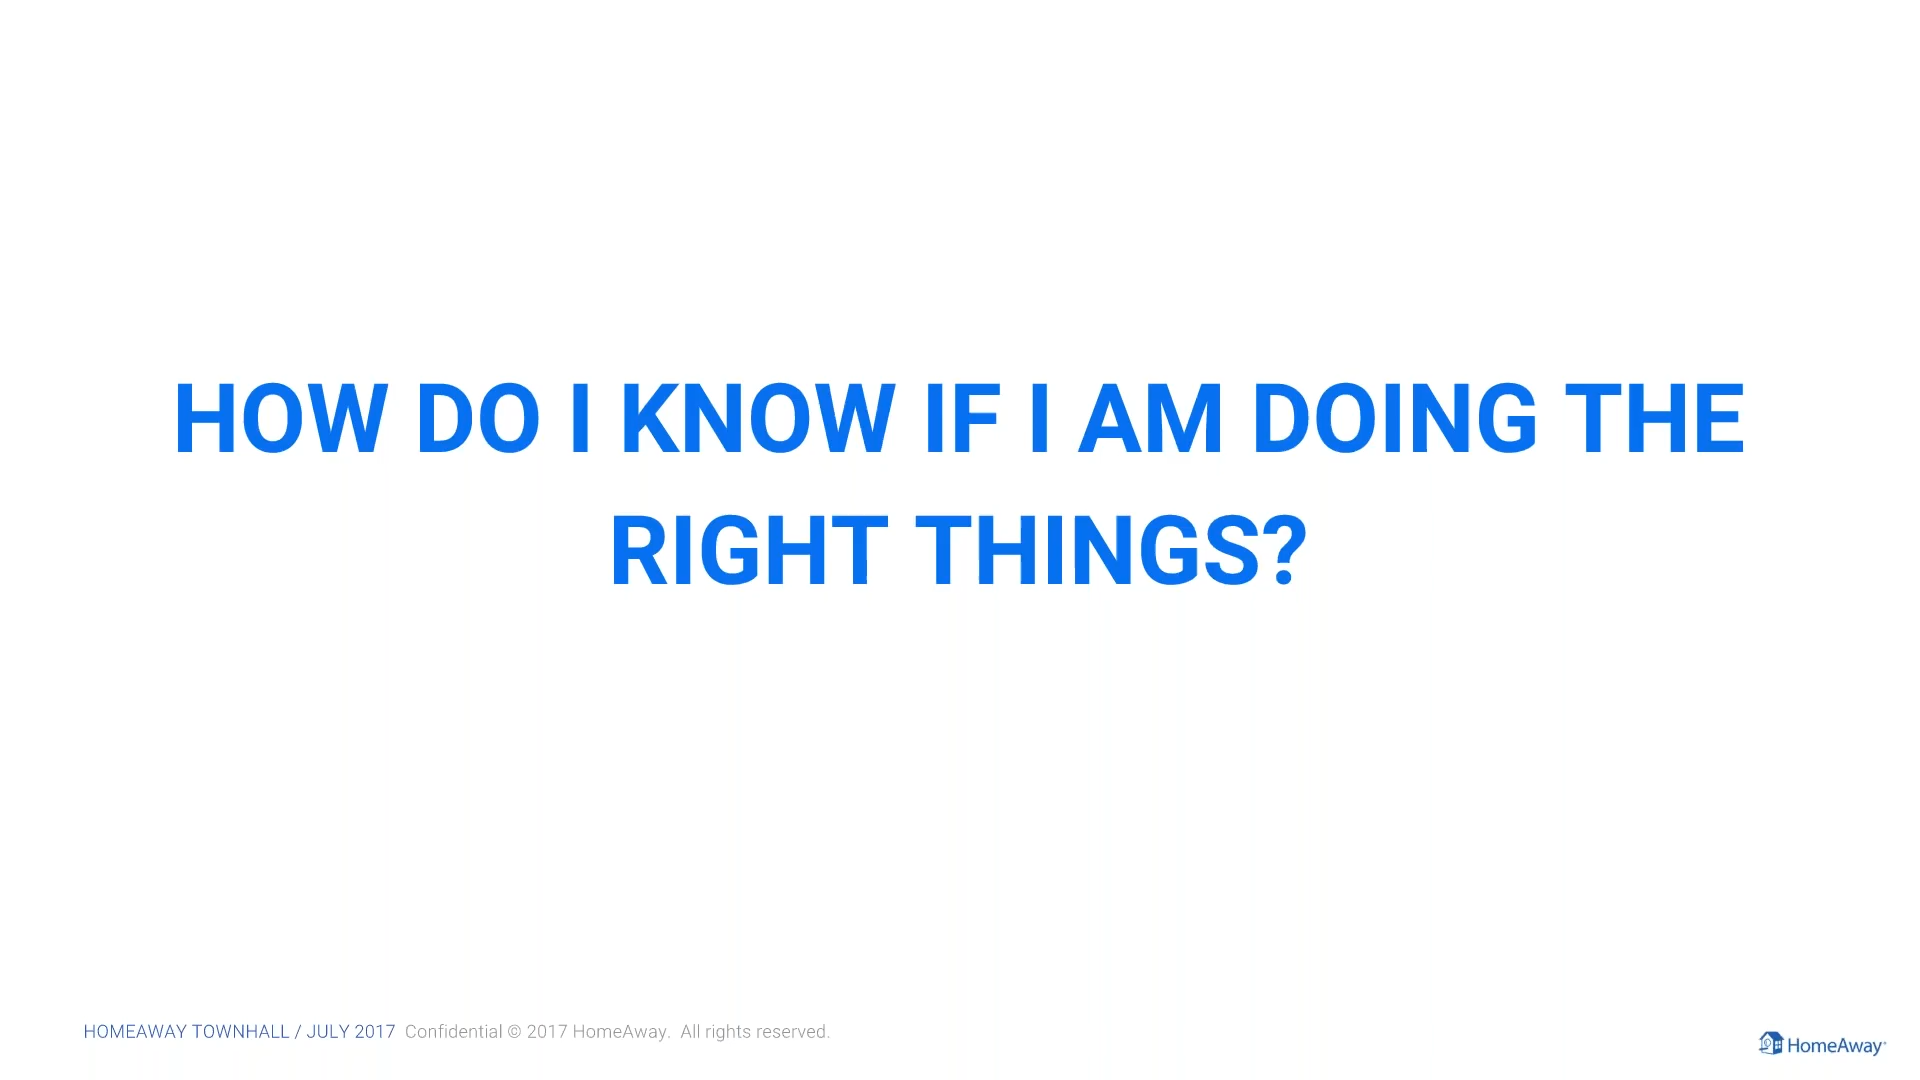 HOW DO I KNOW IF I AM DOING THE
RIGHT THINGS?
HOMEAWAY TOWNHALL / JULY 2017 Confidential © 2017 HomeAway. All rights reserved.
HomeAway